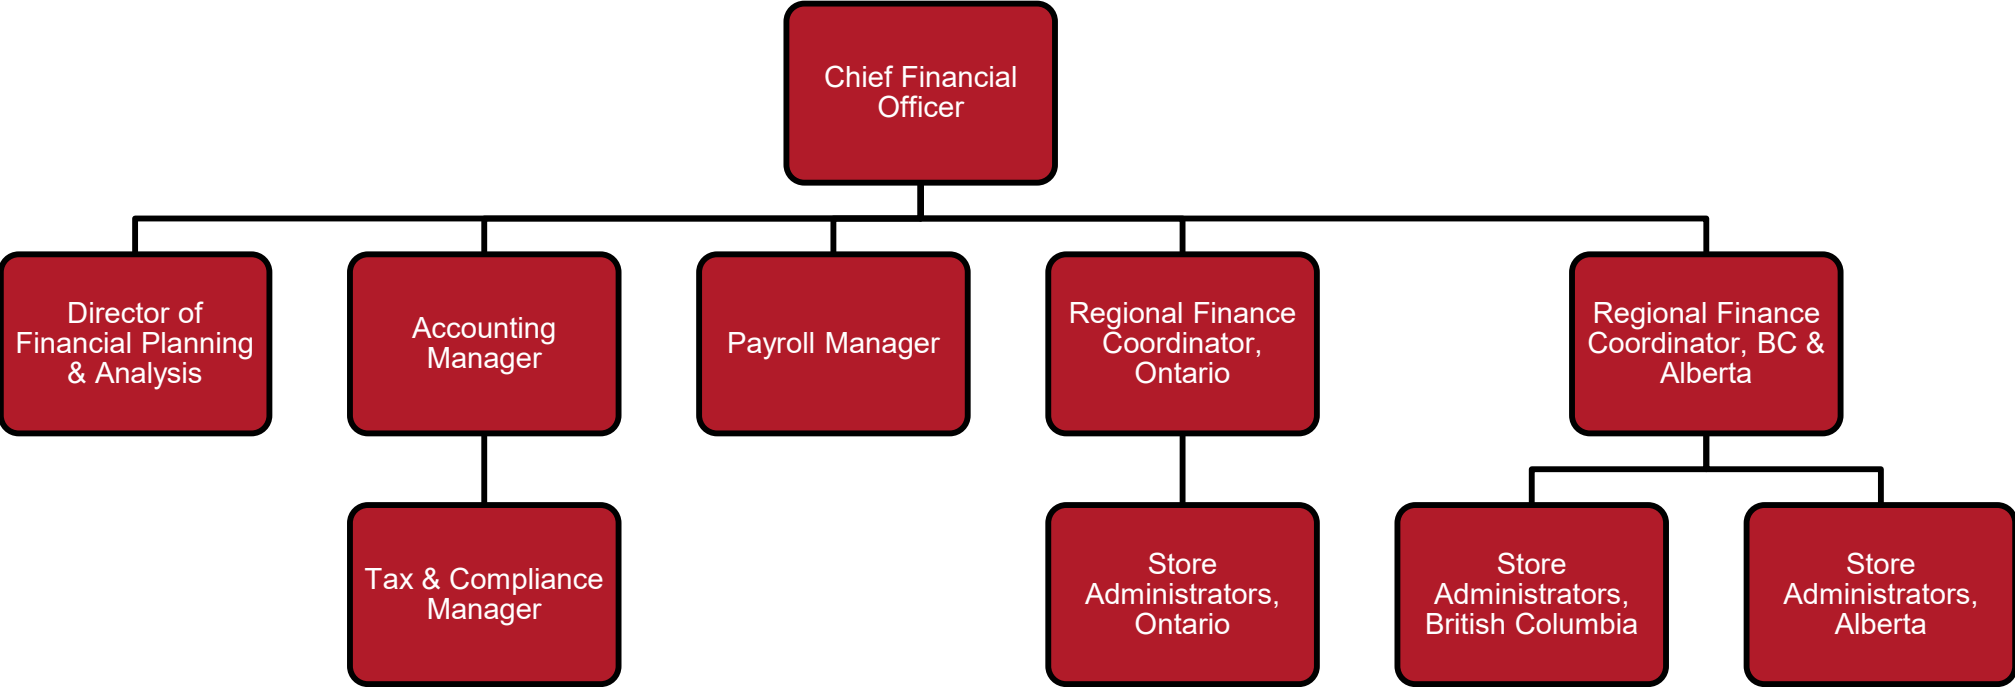 Chief Financial
Officer
Director of
Financial Planning
& Analysis
Accounting
Manager
Payroll Manager
Regional Finance
Coordinator,
Ontario
Regional Finance
Coordinator, BC &
Alberta
Tax & Compliance
Manager
Store
Administrators,
Ontario
Store
Administrators,
British Columbia
Store
Administrators,
Alberta